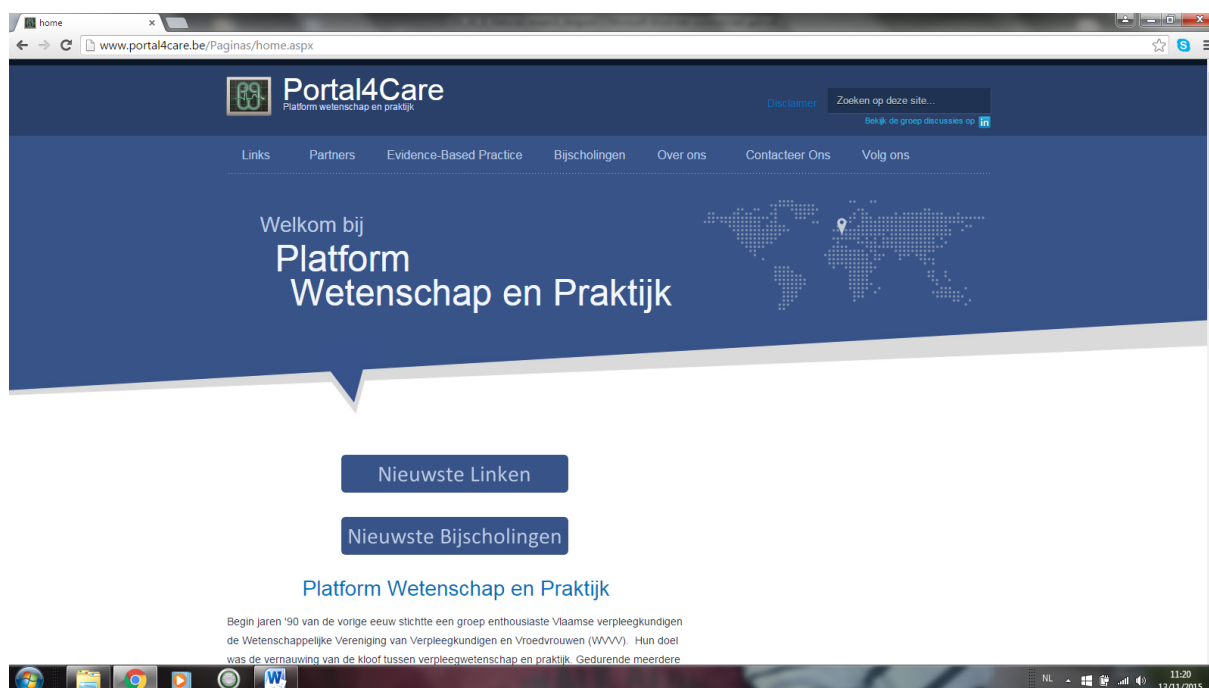 home
www.portal4care.be/Paginas/home.aspx
Portal4Care
Platform wetenschap en praktijk
Disclaimer
Zoeken op deze site...
Bekijk de groep discussies op in
Links Partners Evidence-Based Practice Bijscholingen Over ons Contacteer Ons Volg ons
Welkom bij
Platform
Wetenschap en Praktijk
Nieuwste Linken
Nieuwste Bijscholingen
Platform Wetenschap en Praktijk
Begin jaren '90 van de vorige eeuw stichtte een groep enthousiaste Vlaamse verpleegkundigen
de Wetenschappelijke Vereniging van Verpleegkundigen en Vroedvrouwen (WVVV). Hun doel
was de vernauwing van de kloof tussen verpleegwetenschap en praktijk. Gedurende meerdere
NL 11:20
13/11/2015